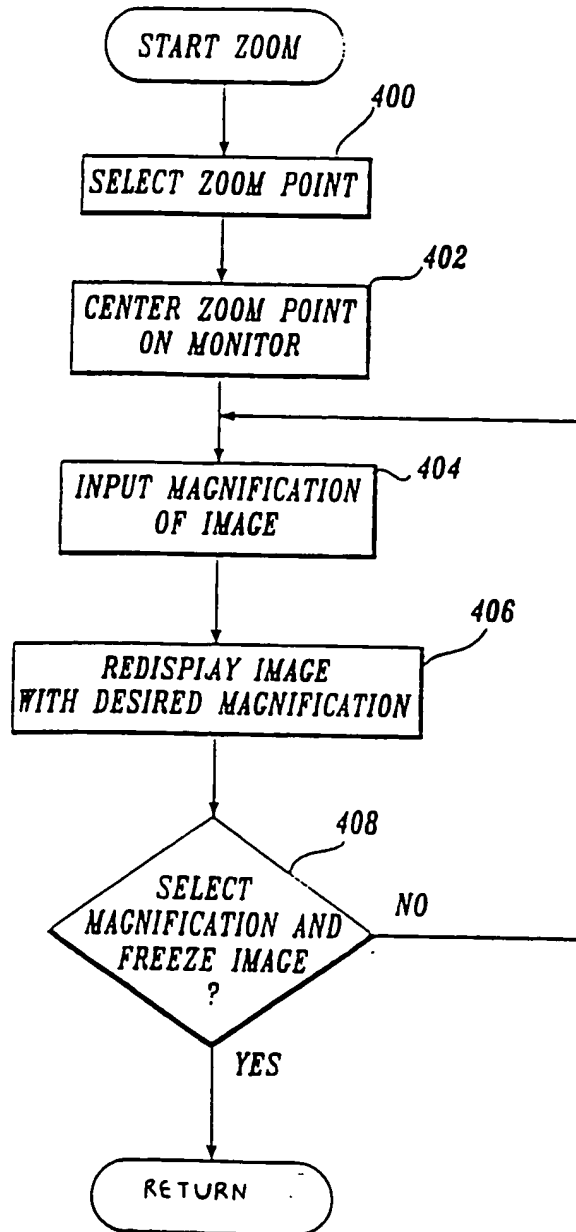 START ZOOM
400
SELECT ZOOM POINT
402
CENTER ZOOM POINT
ON MONITOR
404
INPUT MAGNIFICATION
OF IMAGE
406
REDISPLAY IMAGE
WITH DESIRED MAGNIFICATION
408
SELECT
MAGNIFICATION AND
FREEZE IMAGE
?
NO
YES
RETURN